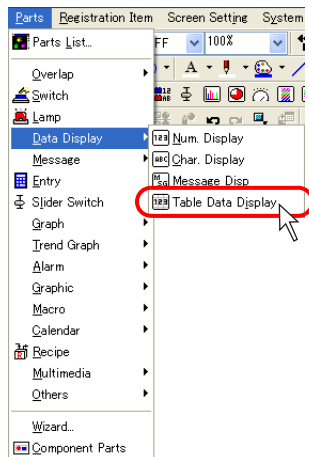 Parts Registration Item Screen Setting System
Parts List...
FF 100%
Overlap
A
Switch
Lamp
Data Display
Num. Display
Message
Char. Display
Entry
Message Disp
Slider Switch
Table Data Display
Graph
Trend Graph
Alarm
Graphic
Macro
Calendar
Recipe
Multimedia
Others
Wizard...
Component Parts